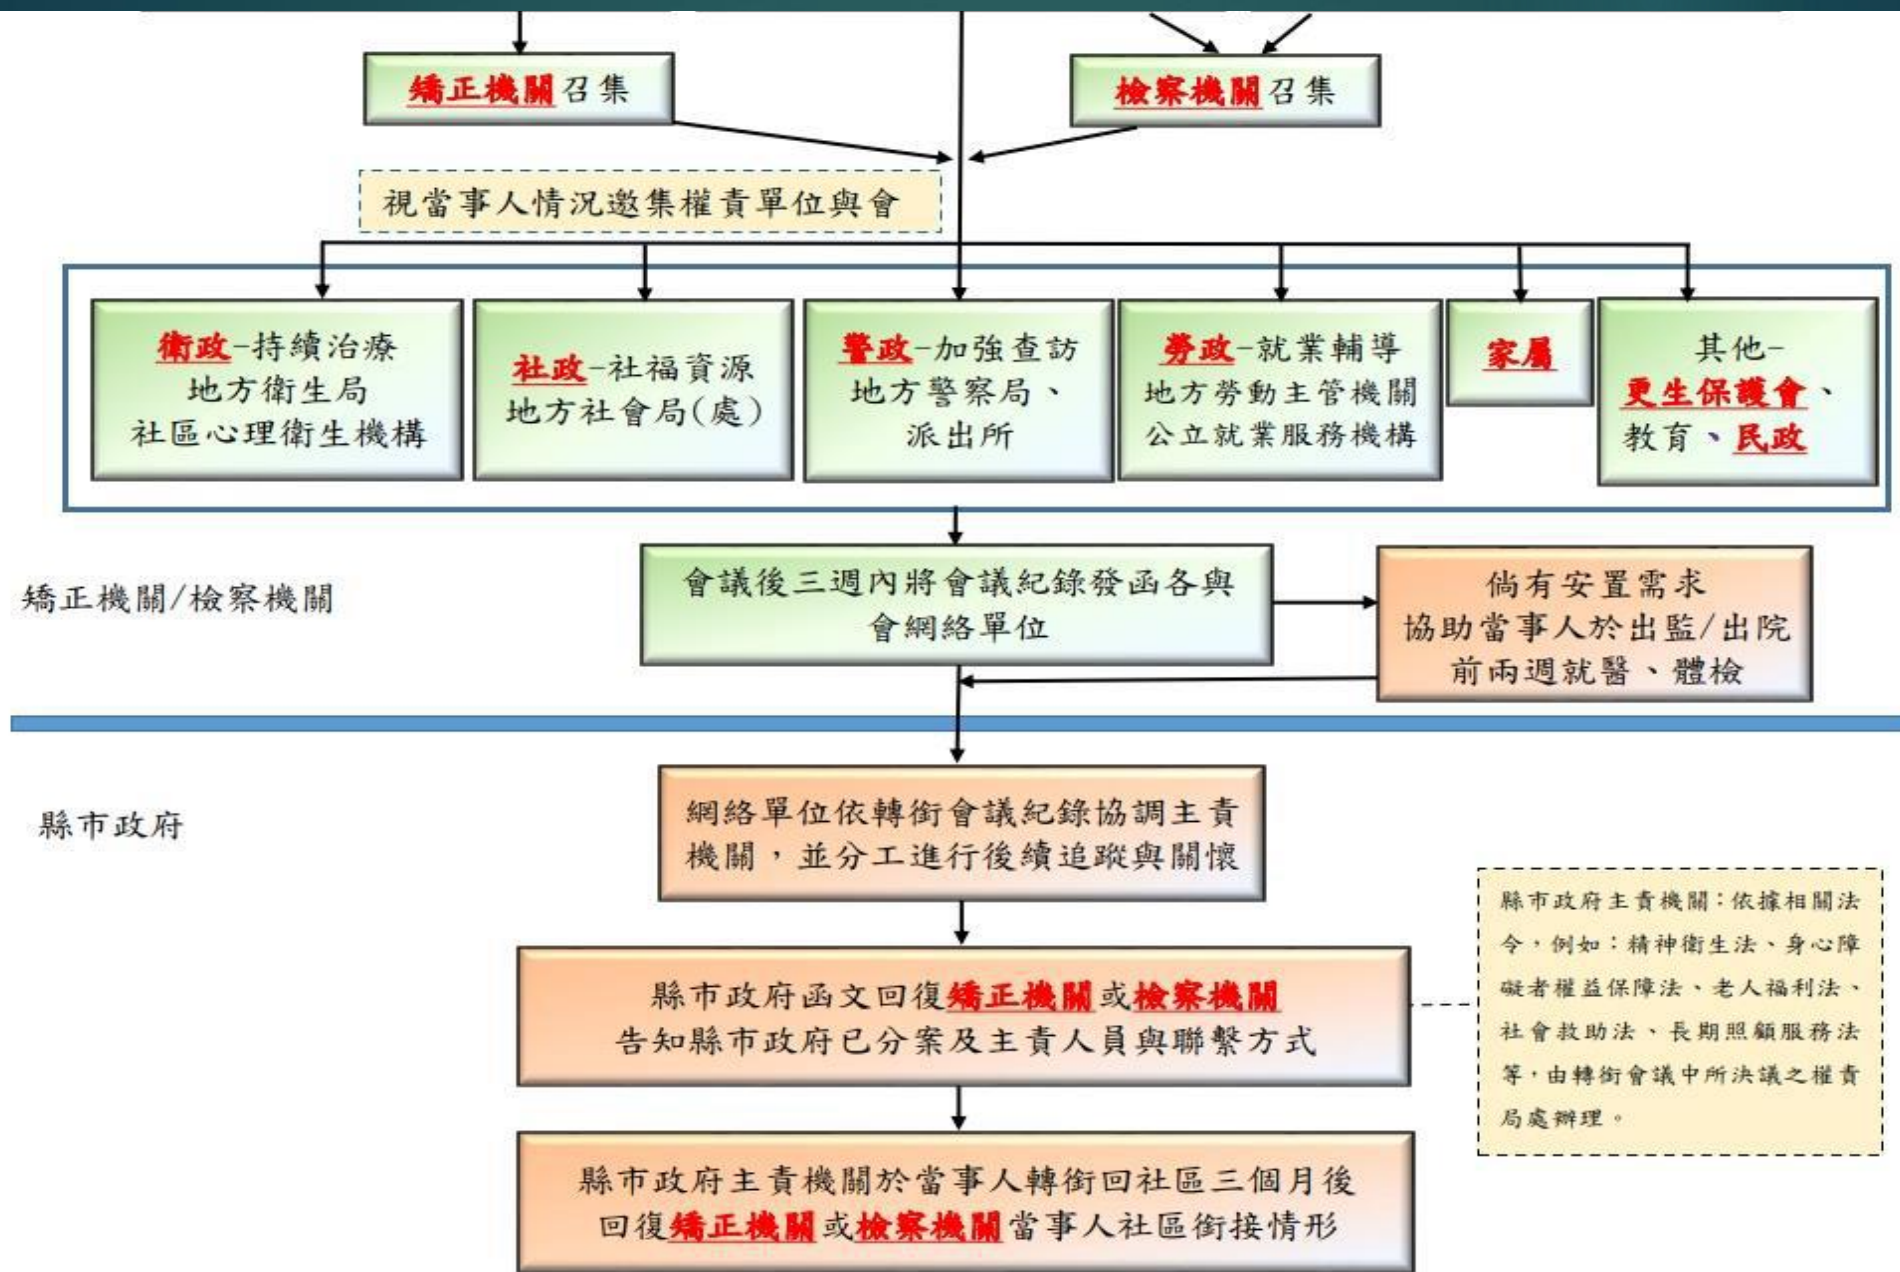 矯正機關召集
檢察機關召集
視當事人情況邀集權責單位與會
衛政-持續治療
地方衛生局
社區心理衛生機構
社政-社福資源
地方社會局(處)
警政-加強查訪
地方警察局、
派出所
勞政-就業輔導
地方勞動主管機關
公立就業服務機構
家屬
其他-
更生保護會、
教育、民政
矯正機關/檢察機關
會議後三週內將會議紀錄發函各與
會網絡單位
倘有安置需求
協助當事人於出監/出院
前兩週就醫、體檢
縣市政府
網絡單位依轉銜會議紀錄協調主責
機關，並分工進行後續追蹤與關懷
縣市政府函文回復矯正機關或檢察機關
告知縣市政府已分案及主責人員與聯繫方式
縣市政府主責機關：依據相關法
令，例如：精神衛生法、身心障
礙者權益保障法、老人福利法、
社會救助法、長期照顧服務法
等，由轉銜會議中所決議之權責
局處辦理。
縣市政府主責機關於當事人轉銜回社區三個月後
回復矯正機關或檢察機關當事人社區銜接情形